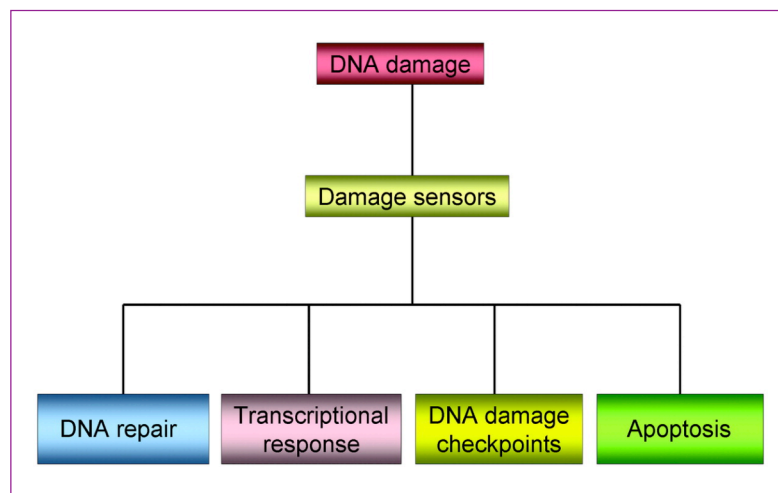 DNA damage
Damage sensors
DNA repair
Transcriptional
response
DNA damage
checkpoints
Apoptosis